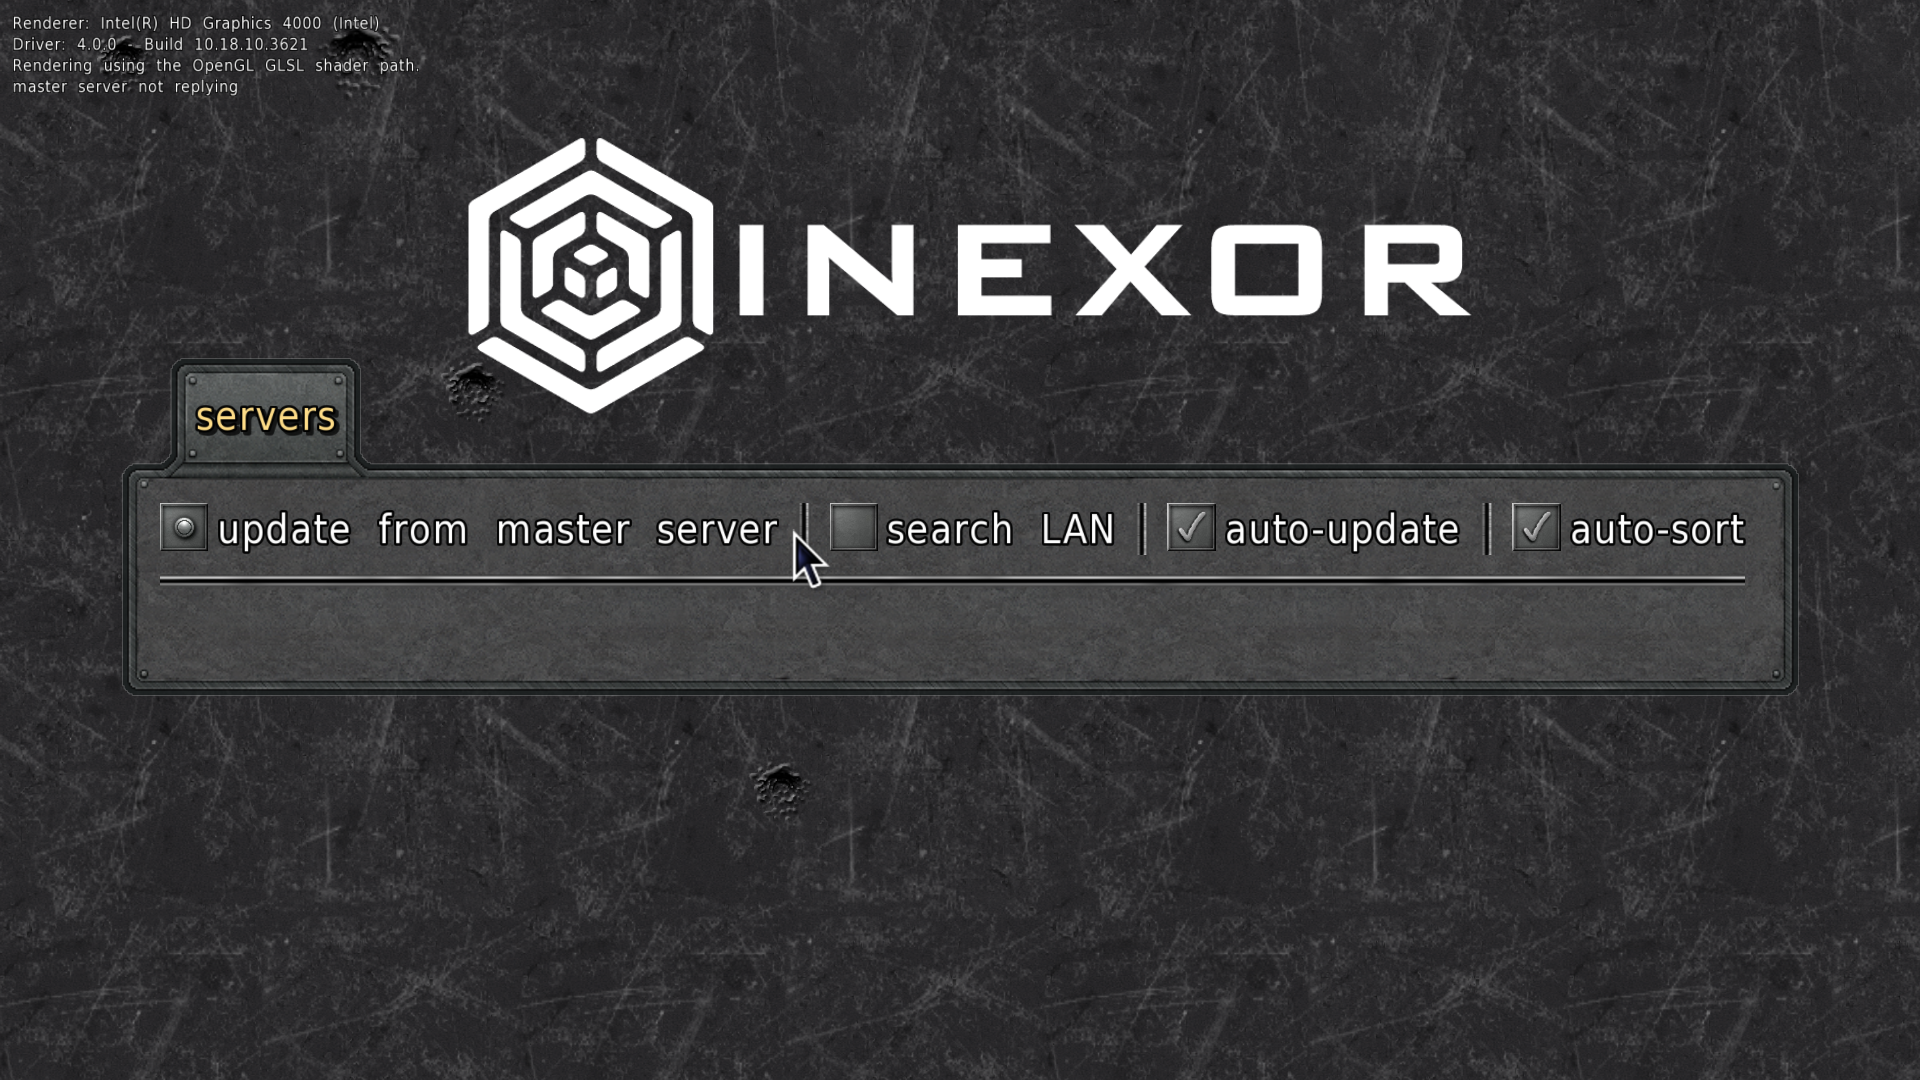 Renderer: Intel(R) HD Graphics 4000 (Intel)
Driver: 4.0.0 - Build 10.18.10.3621
Rendering using the OpenGL GLSL shader path.
master server not replying
INEXOR
servers
update from master server search LAN auto-update auto-sort